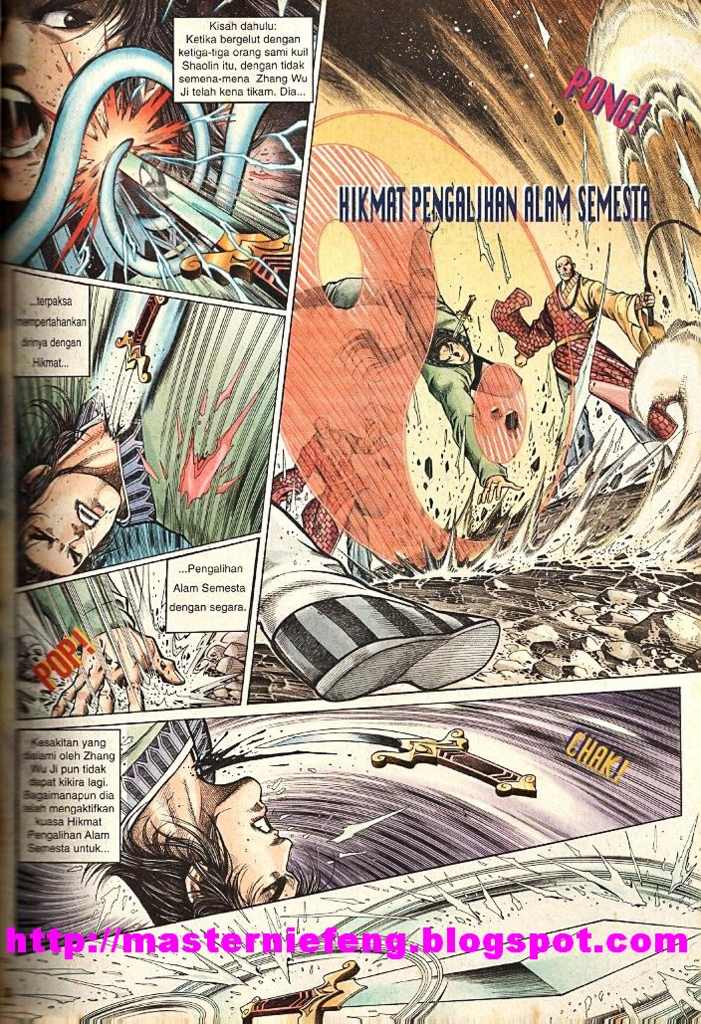 Kisah dahulu:
Ketika bergelut dengan
ketiga-tiga orang sami kuil
Shaolin itu, dengan tidak
semena-mena Zhang Wu
Ji telah kena tikam. Dia...
PONG!
HIKMAT PENGALIHAN ALAM SEMESTA
...terpaksa
mempertahankan
dirinya dengan
Hikmat...
...Pengalihan
Alam Semesta
dengan segara.
POP!
Kesakitan yang
dialami oleh Zhang
Wu Ji pun tidak
dapat kikira lagi.
Bagaimanapun dia
telah mengaktifkan
kuasa Hikmat
Pengalihan Alam
Semesta untuk...
CHAK!
http://masterniefeng.blogspot.com